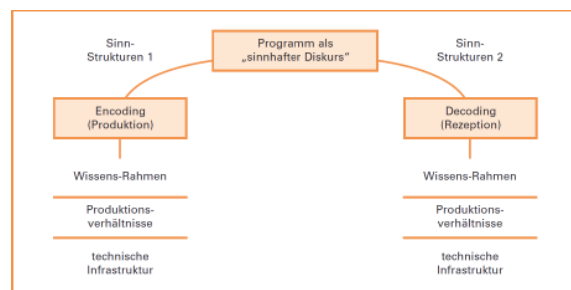 Sinn-
Strukturen 1
Programm als
„sinnhafter Diskurs“
Sinn-
Strukturen 2
Encoding
(Produktion)
Decoding
(Rezeption)
Wissens-Rahmen
Wissens-Rahmen
Produktions-
verhältnisse
Produktions-
verhältnisse
technische
Infrastruktur
technische
Infrastruktur